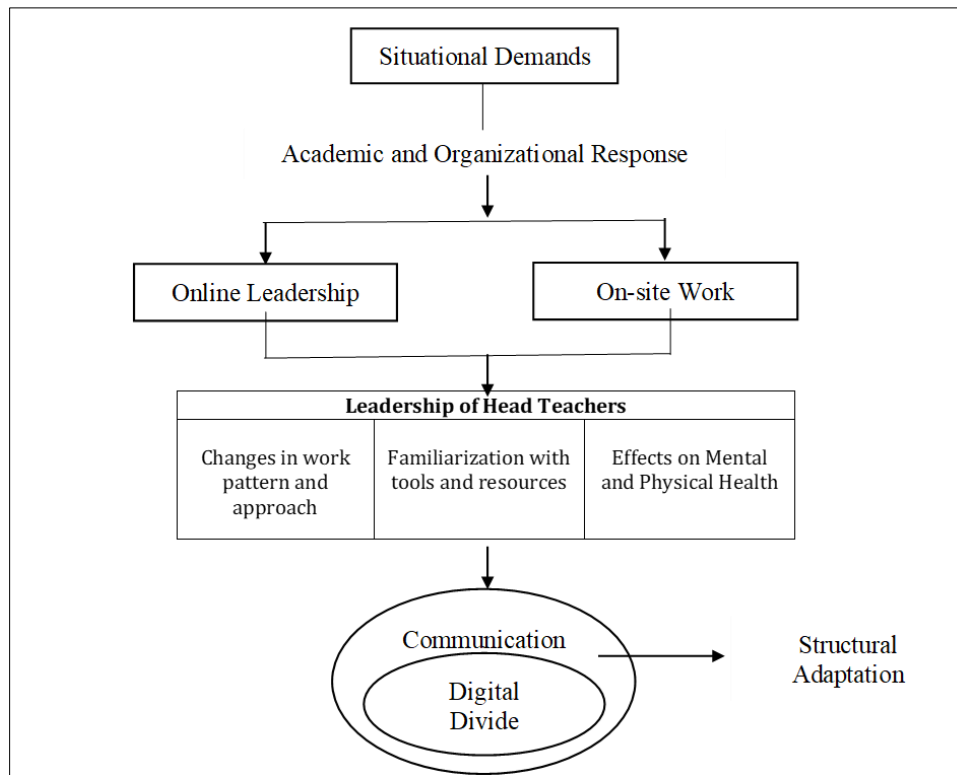 Situational Demands
Academic and Organizational Response
Online Leadership
On-site Work
Leadership of Head Teachers
Changes in work
pattern and
approach
Familiarization with
tools and resources
Effects on Mental
and Physical Health
Communication
Digital
Divide
Structural
Adaptation